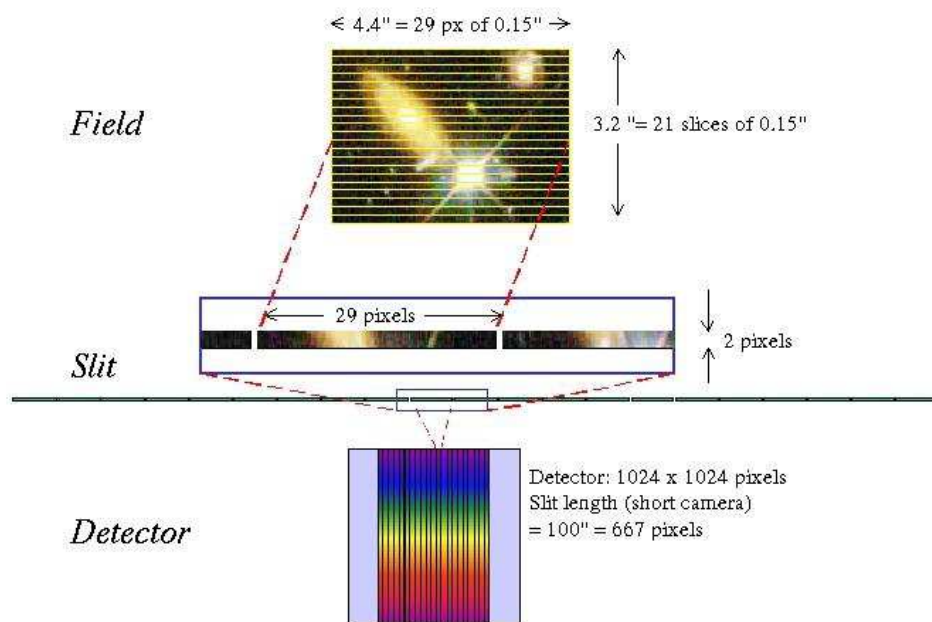 4.4" = 29 px of 0.15"
Field
3.2 "= 21 slices of 0.15"
29 pixels
2 pixels
Slit
Detector: 1024 x 1024 pixels
Slit length (short camera)
= 100" = 667 pixels
Detector